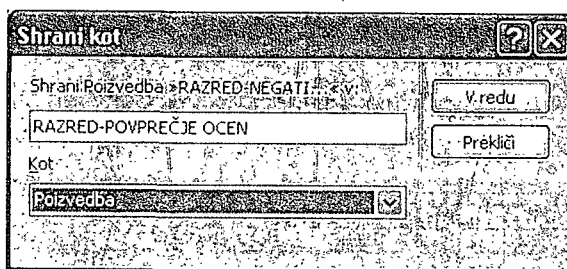 Shrani kot
Shrani Poizvedba »RAZRED-NEGATI...« v:
V redu
RAZRED-POVPREČJE OCEN
Prekliči
Kot
Poizvedba